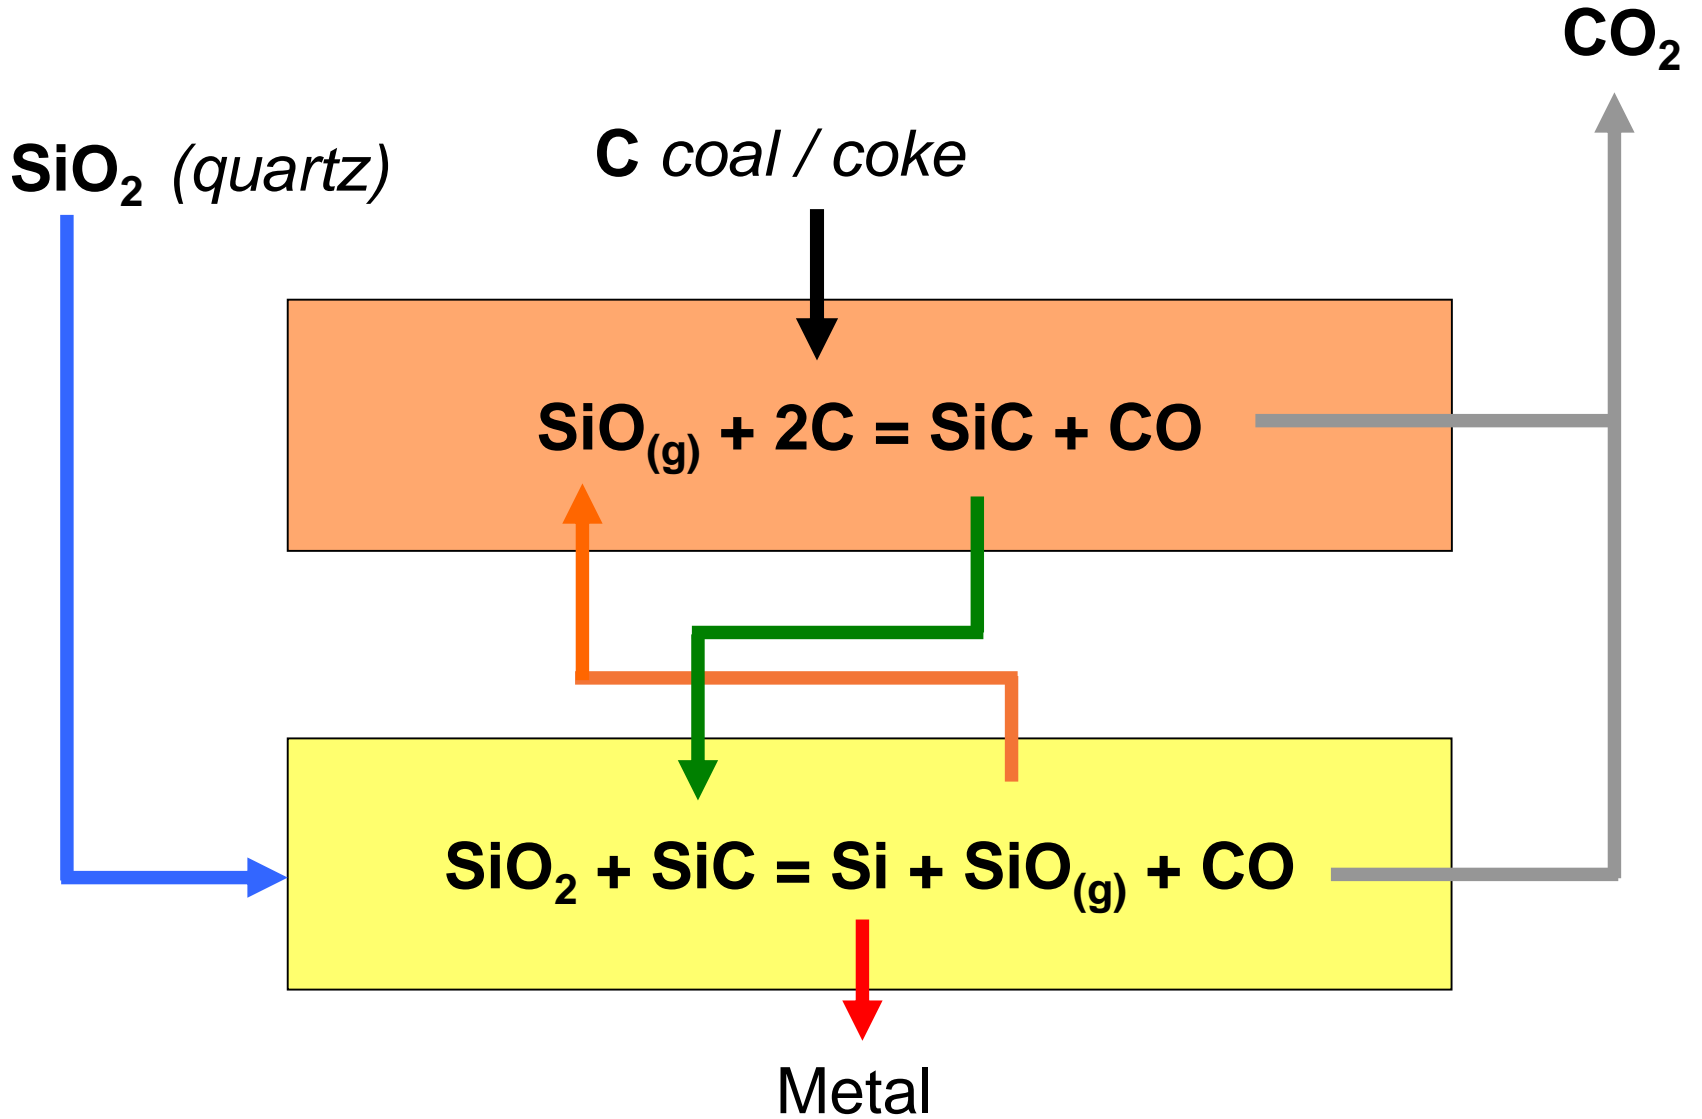 CO₂
SiO₂ (quartz)
C coal / coke
SiO₍g₎ + 2C = SiC + CO
SiO₂ + SiC = Si + SiO₍g₎ + CO
Metal